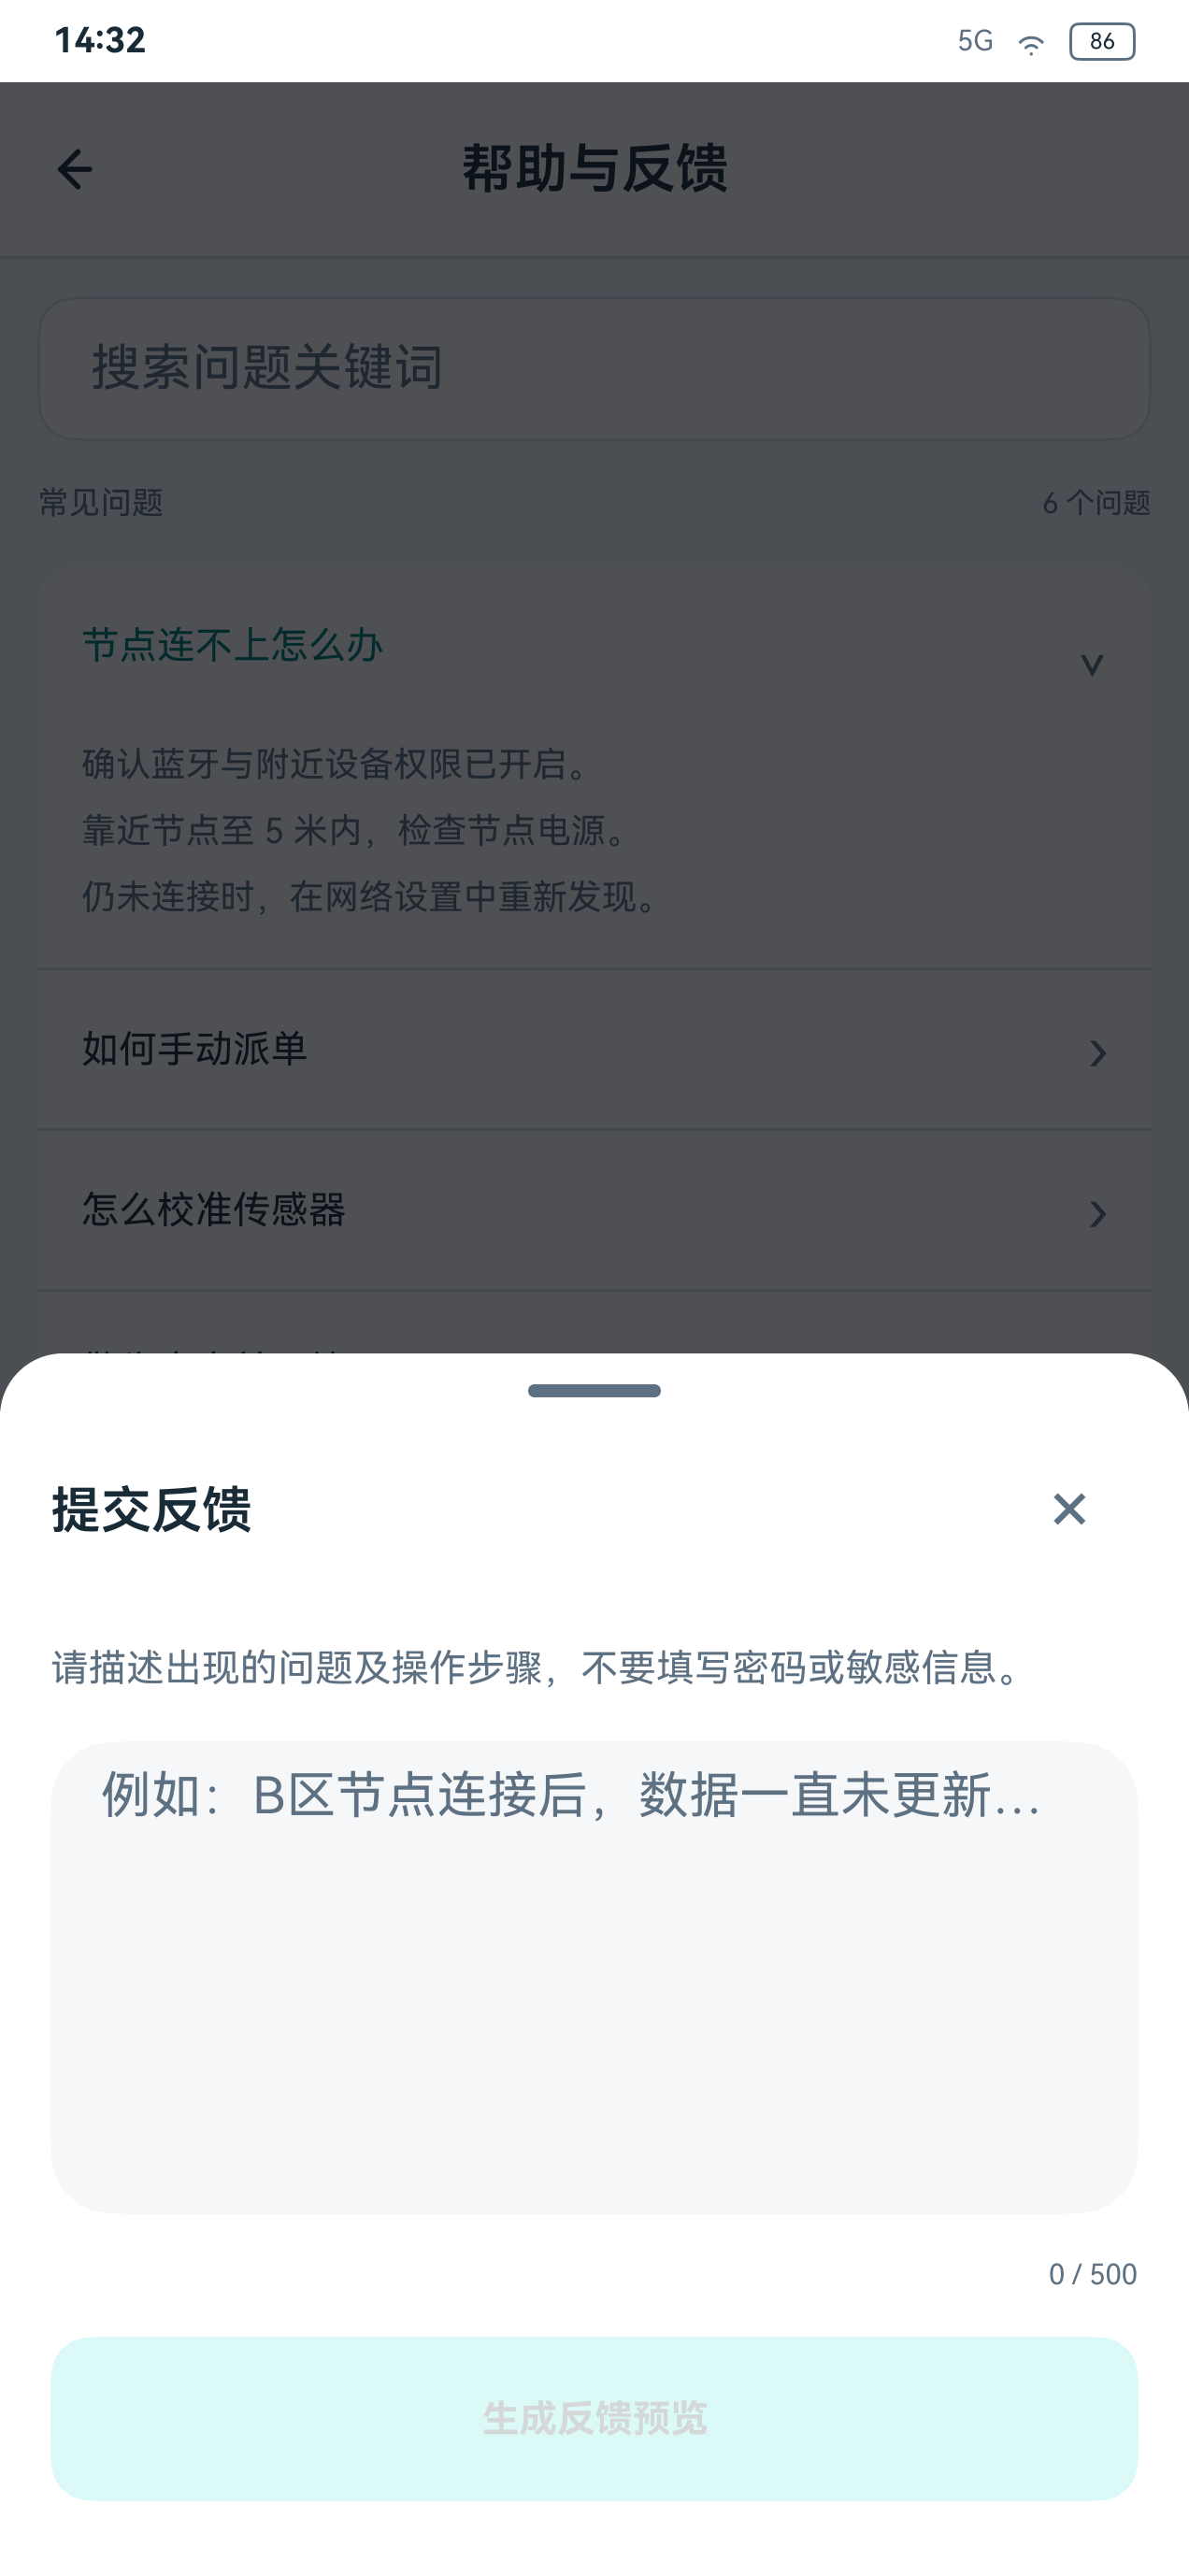 14:32
5G
86
帮助与反馈
搜索问题关键词
常见问题
6 个问题
节点连不上怎么办
确认蓝牙与附近设备权限已开启。
靠近节点至 5 米内，检查节点电源。
仍未连接时，在网络设置中重新发现。
如何手动派单
怎么校准传感器
提交反馈
请描述出现的问题及操作步骤，不要填写密码或敏感信息。
例如：B区节点连接后，数据一直未更新…
0 / 500
生成反馈预览